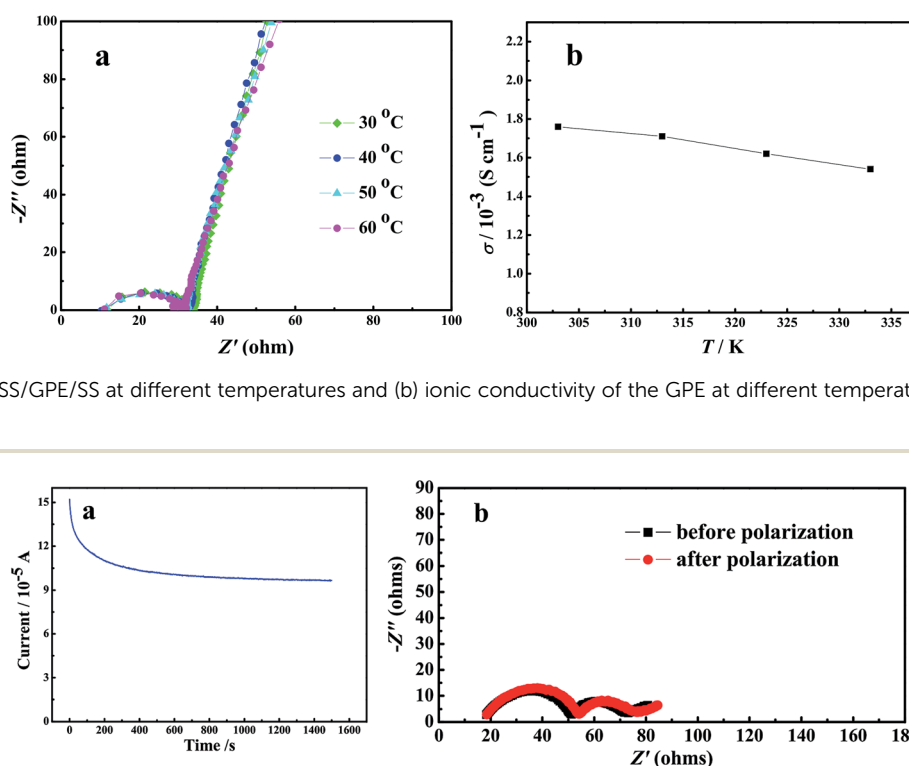 a
-Z'' (ohm)
100
80
60
40
20
0
30 °C
40 °C
50 °C
60 °C
0 20 40 60 80 100
Z' (ohm)
b
σ / 10⁻³ (S cm⁻¹)
2.2
2.0
1.8
1.6
1.4
1.2
1.0
0.8
300 305 310 315 320 325 330 335
T / K
SS/GPE/SS at different temperatures and (b) ionic conductivity of the GPE at different temperat
a
Current / 10⁻⁵ A
15
12
9
6
3
0
0 200 400 600 800 1000 1200 1400 1600
Time /s
b
-Z'' (ohms)
90
80
70
60
50
40
30
20
10
0
before polarization
after polarization
0 20 40 60 80 100 120 140 160 18
Z' (ohms)